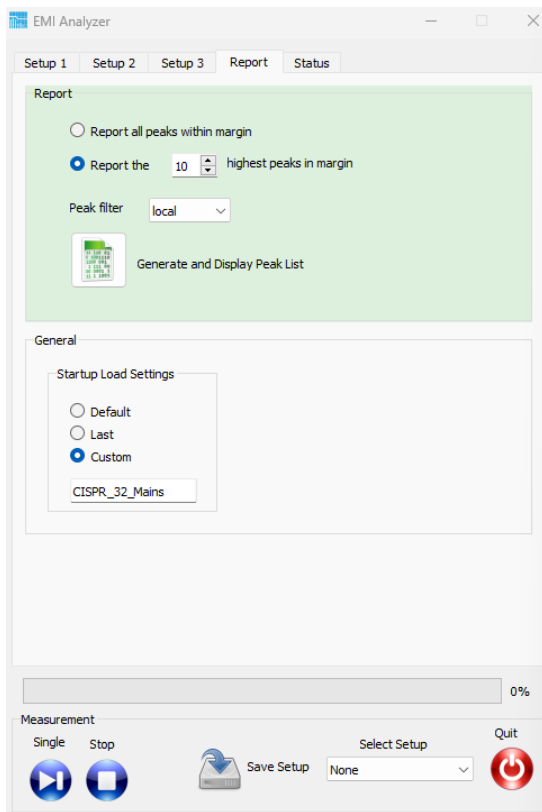 EMI Analyzer
Setup 1 Setup 2 Setup 3 Report Status
Report
Report all peaks within margin
Report the 10 highest peaks in margin
Peak filter local
Generate and Display Peak List
General
Startup Load Settings
Default
Last
Custom
CISPR_32_Mains
0%
Measurement
Single Stop Save Setup Select Setup Quit
None